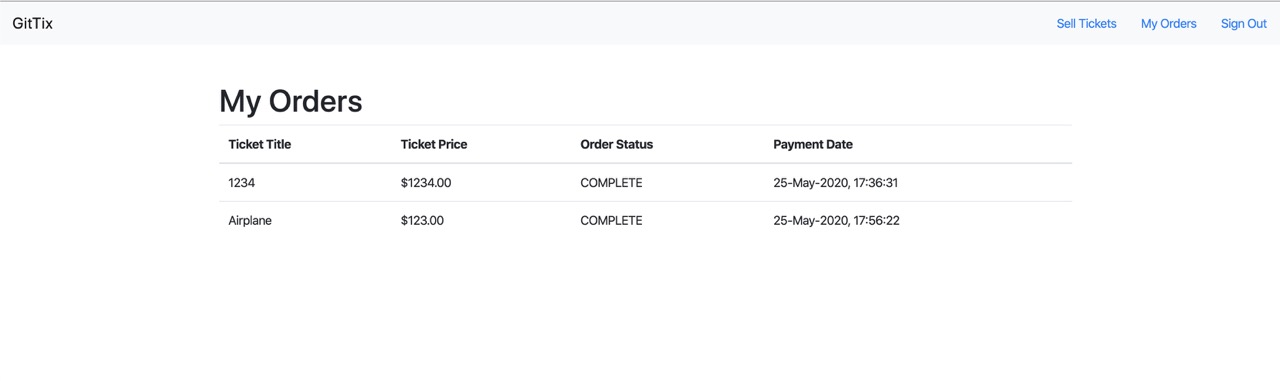 GitTix Sell Tickets My Orders Sign Out
My Orders
Ticket Title Ticket Price Order Status Payment Date
1234 $1234.00 COMPLETE 25-May-2020, 17:36:31
Airplane $123.00 COMPLETE 25-May-2020, 17:56:22